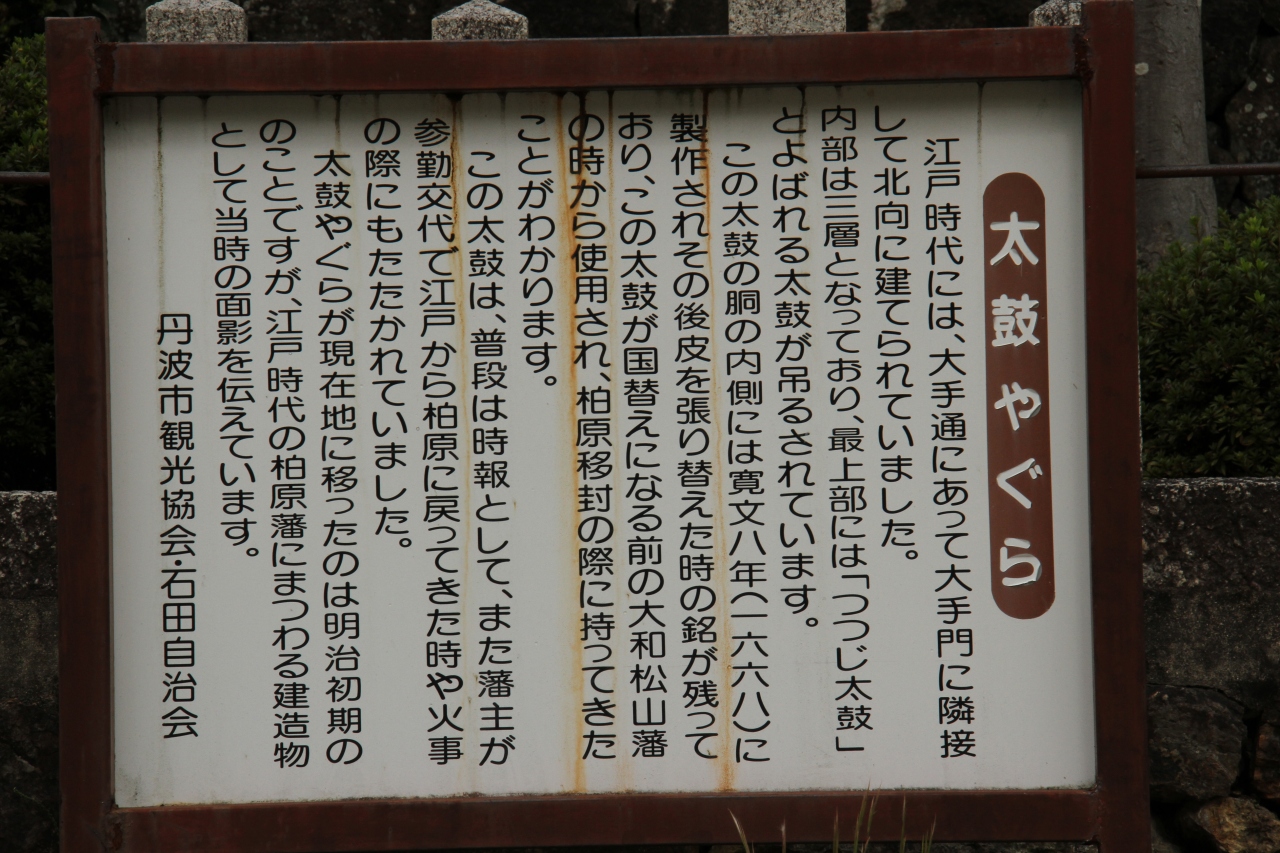 太鼓やぐら
江戸時代には、大手通にあって大手門に隣接
して北向に建てられていました。
内部は三層となっており、最上部には「つつじ太鼓」
とよばれる太鼓が吊るされています。
この太鼓の胴の内側には寛文八年(一六六八)に
製作されその後皮を張り替えた時の銘が残って
おり、この太鼓が国替えになる前の大和松山藩
の時から使用され、柏原移封の際に持ってきた
ことがわかります。
この太鼓は、普段は時報として、また藩主が
参勤交代で江戸から柏原に戻ってきた時や火事
の際にもたたかれていました。
太鼓やぐらが現在地に移ったのは明治初期の
のことですが、江戸時代の柏原藩にまつわる建造物
として当時の面影を伝えています。
丹波市観光協会・石田自治会